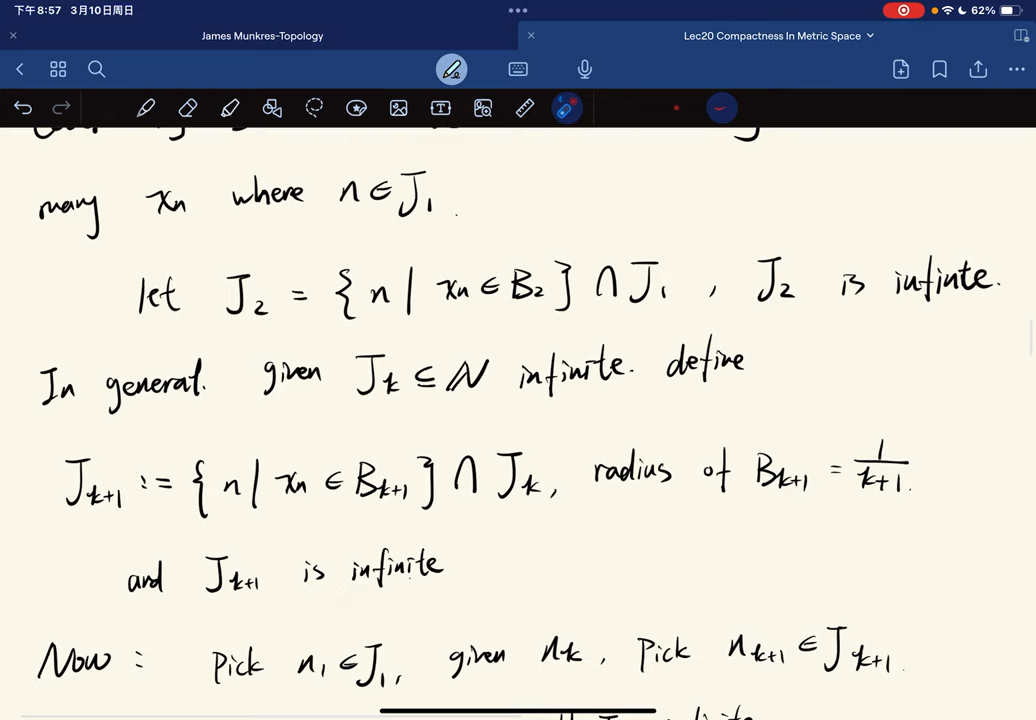 下午8:57 3月10日周日
62%
James Munkres-Topology
Lec20 Compactness In Metric Space
many xn where n ∈ J₁.
let J₂ = { n | xn ∈ B₂ } ∩ J₁ , J₂ is infinte.
In general. given Jₖ ⊆ N infinite. define
Jₖ₊₁ := { n | xn ∈ Bₖ₊₁ } ∩ Jₖ, radius of Bₖ₊₁ = 1/(k+1).
and Jₖ₊₁ is infinite
Now : Pick n₁ ∈ J₁, given nₖ, pick nₖ₊₁ ∈ Jₖ₊₁.